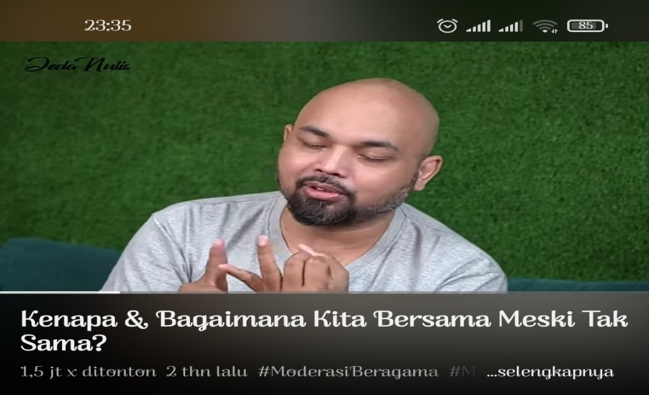 23:35
85
Jeda Nulis
Kenapa &, Bagaimana Kita Bersama Meski Tak
Sama?
1,5 jt x ditonton 2 thn lalu #ModerasiBeragama #M ...selengkapnya